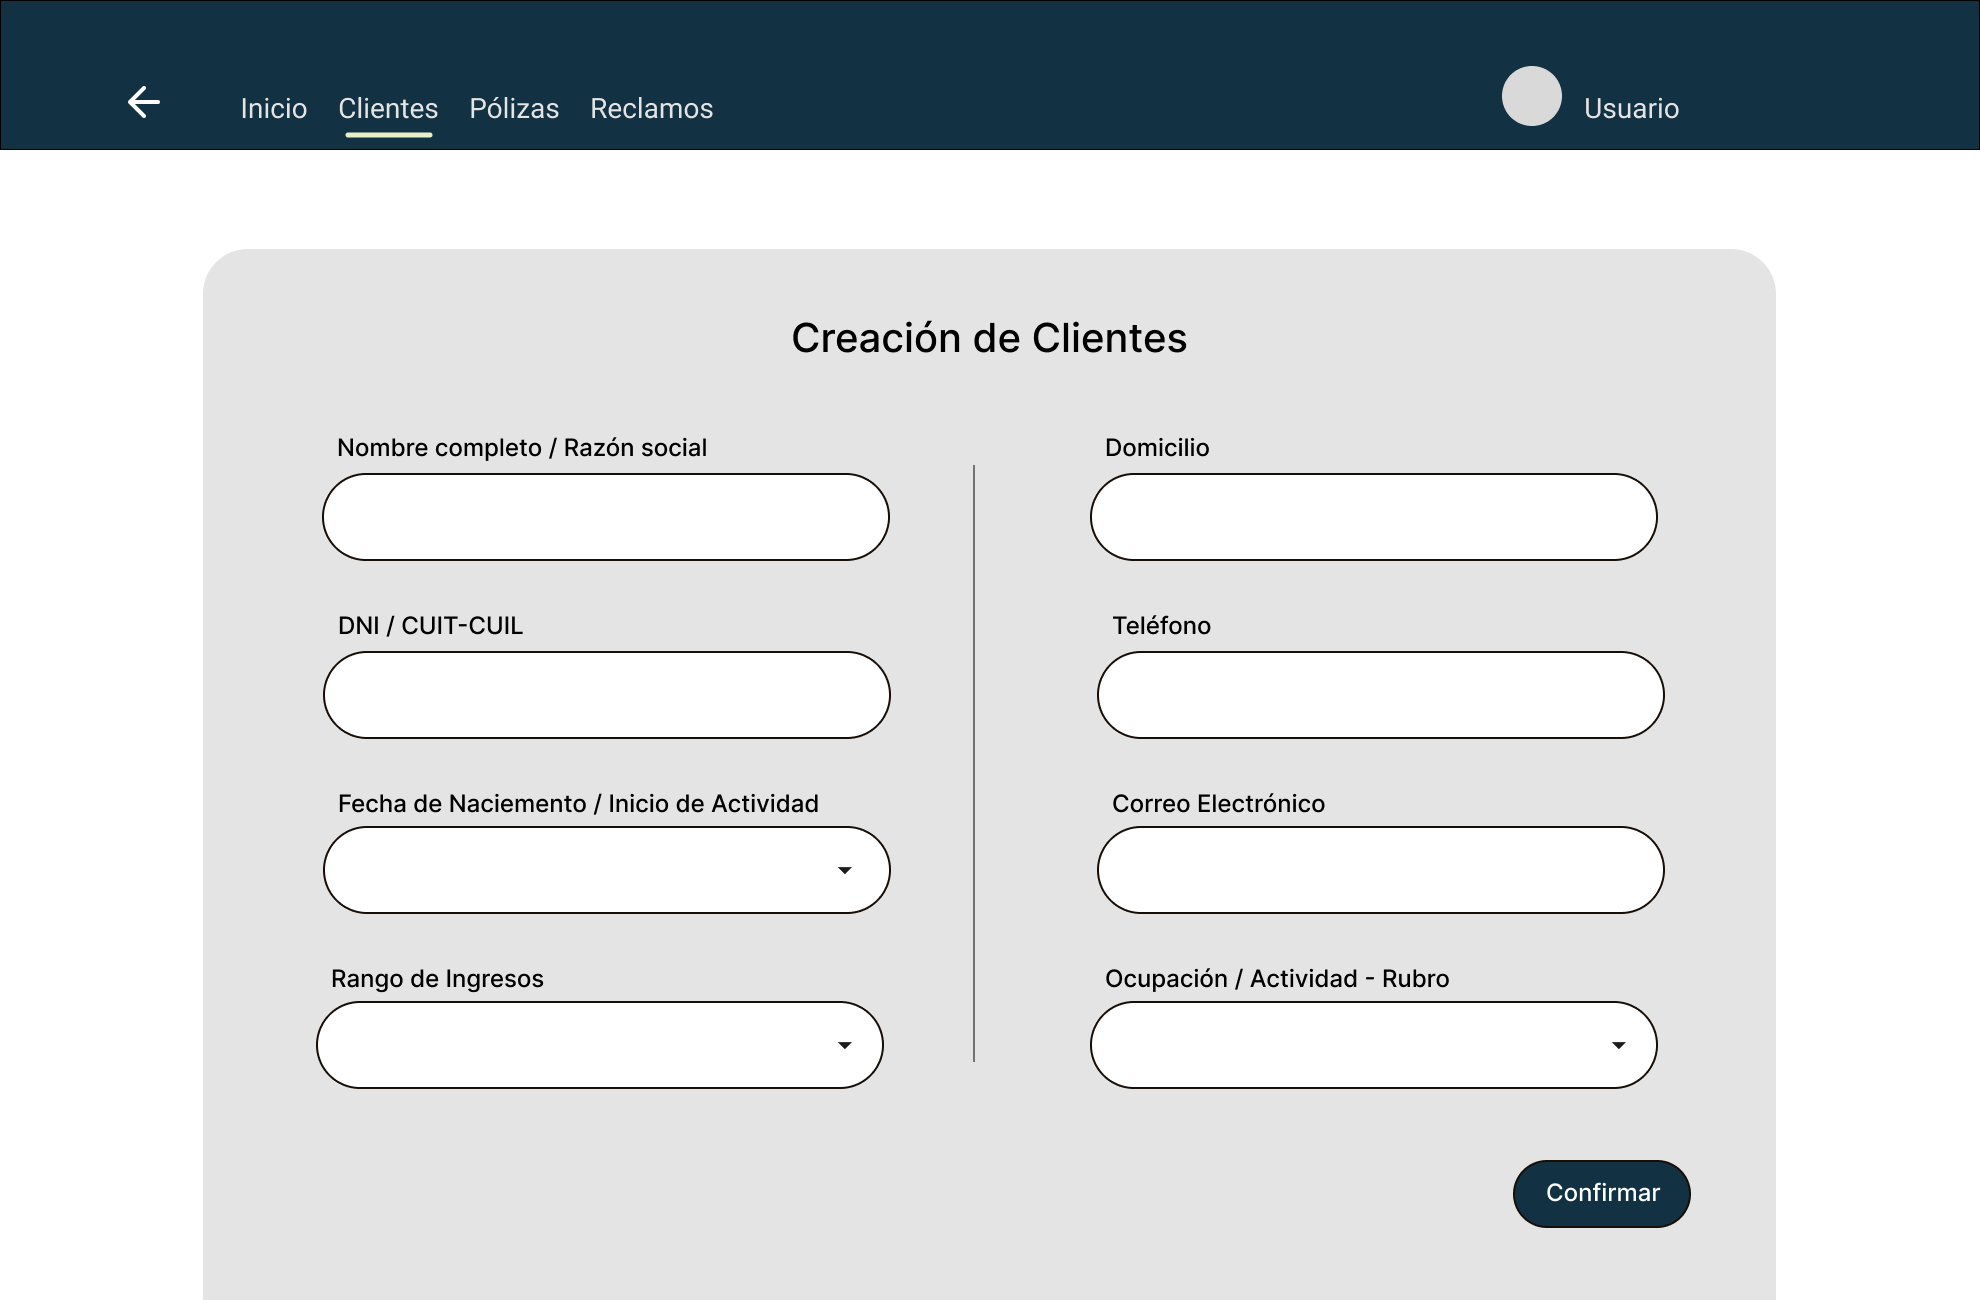 Inicio Clientes Pólizas Reclamos Usuario
Creación de Clientes
Nombre completo / Razón social
DNI / CUIT-CUIL
Fecha de Naciemento / Inicio de Actividad
Rango de Ingresos
Domicilio
Teléfono
Correo Electrónico
Ocupación / Actividad - Rubro
Confirmar